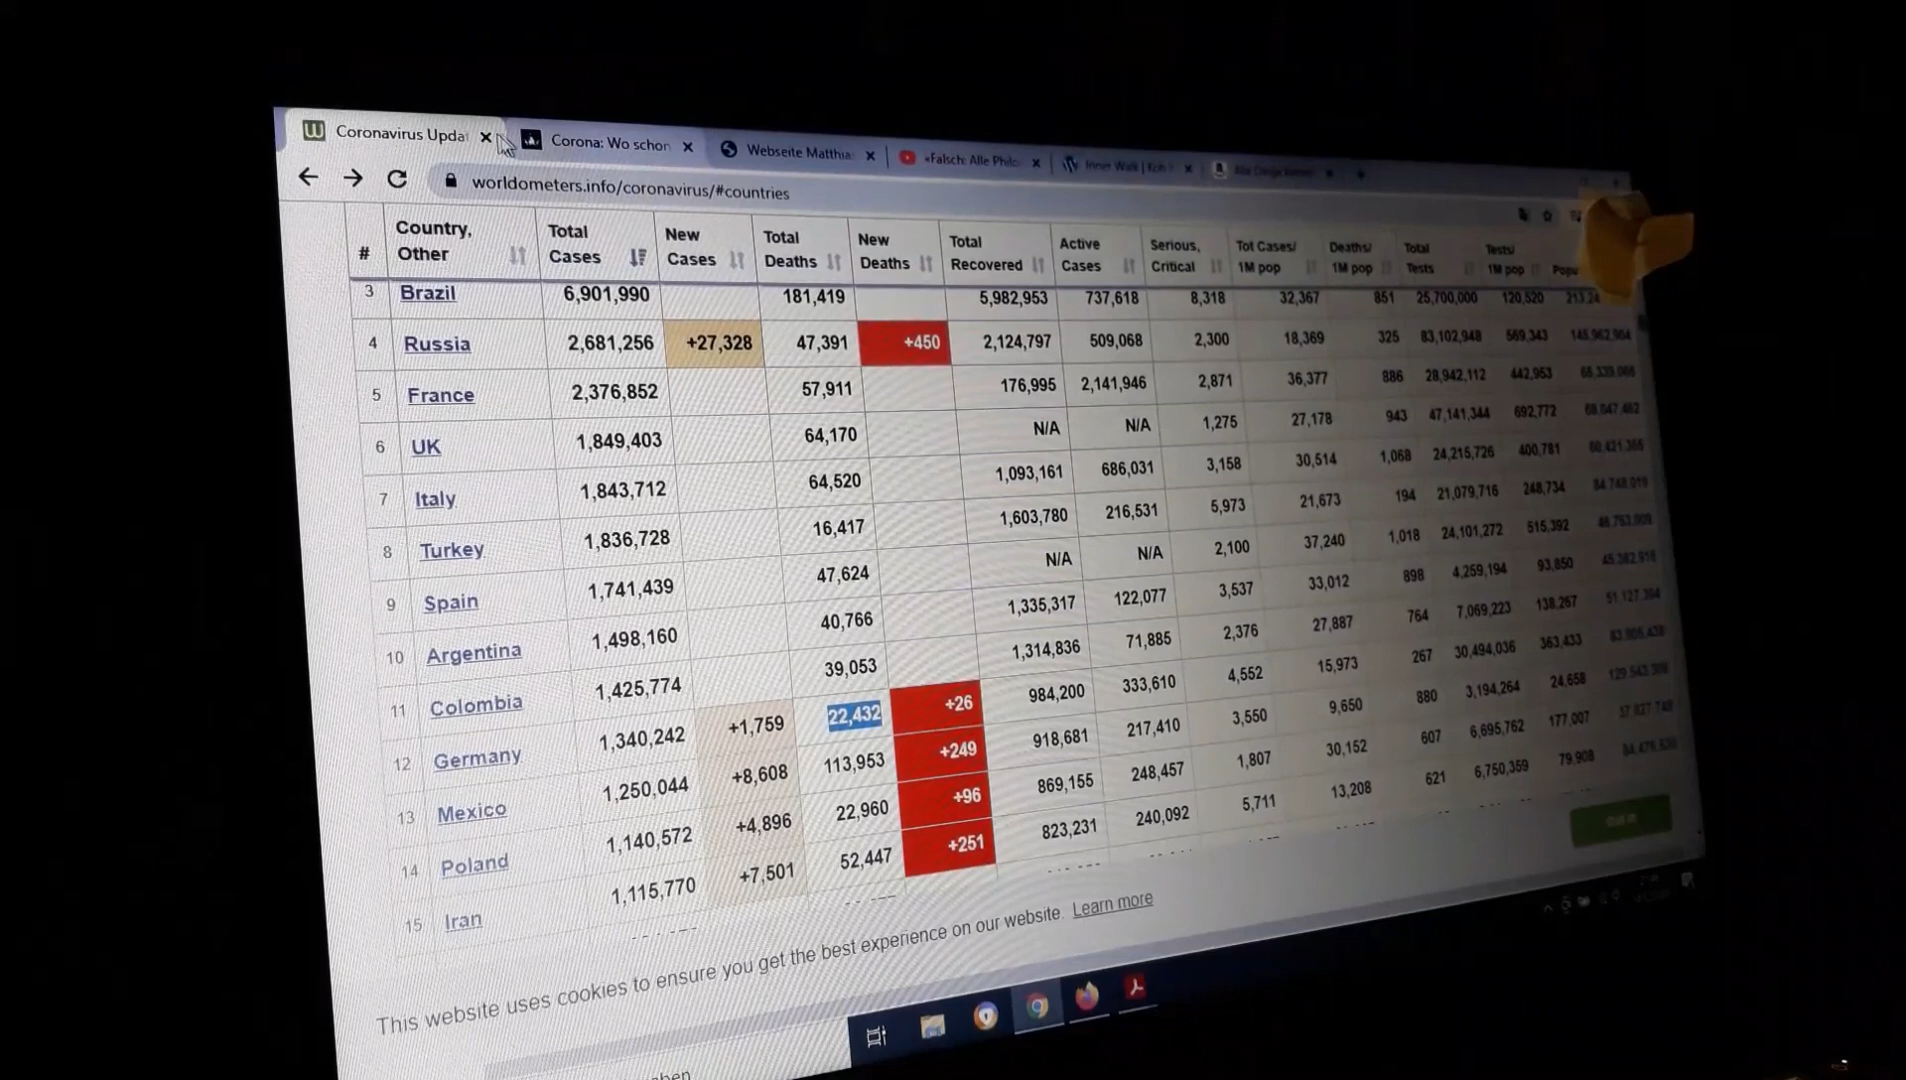 Coronavirus Upda Corona: Wo schon Webseite Matthia «Falsch: Alle Philo Inner Walk |
worldometers.info/coronavirus/#countries
# Country, Other Total Cases New Cases Total Deaths New Deaths Total Recovered Active Cases Serious, Critical Tot Cases/ 1M pop Deaths/ 1M pop Total Tests Tests/ 1M pop Popu
3 Brazil 6,901,990 181,419 5,982,953 737,618 8,318 32,367 851 25,700,000 120,520
4 Russia 2,681,256 +27,328 47,391 +450 2,124,797 509,068 2,300 18,369 325 83,102,948 569,343
5 France 2,376,852 57,911 176,995 2,141,946 2,871 36,377 886 28,942,112 442,953
6 UK 1,849,403 64,170 N/A N/A 1,275 27,178 943 47,141,344 692,772
7 Italy 1,843,712 64,520 1,093,161 686,031 3,158 30,514 1,068 24,215,726 400,781
8 Turkey 1,836,728 16,417 1,603,780 216,531 5,973 21,673 194 21,079,716 248,734
9 Spain 1,741,439 47,624 N/A N/A 2,100 37,240 1,018 24,101,272 515,392
10 Argentina 1,498,160 40,766 1,335,317 122,077 3,537 33,012 898 4,259,194 93,850
11 Colombia 1,425,774 39,053 1,314,836 71,885 2,376 27,887 764 7,069,223 138,267
12 Germany 1,340,242 +1,759 22,432 +26 984,200 333,610 4,552 15,973 267 30,494,036 363,433
13 Mexico 1,250,044 +8,608 113,953 +249 918,681 217,410 3,550 9,650 880 3,194,264 24,658
14 Poland 1,140,572 +4,896 22,960 +96 869,155 248,457 1,807 30,152 607 6,695,762 177,007
15 Iran 1,115,770 +7,501 52,447 +251 823,231 240,092 5,711 13,208 621 6,750,359 79,908
This website uses cookies to ensure you get the best experience on our website. Learn more